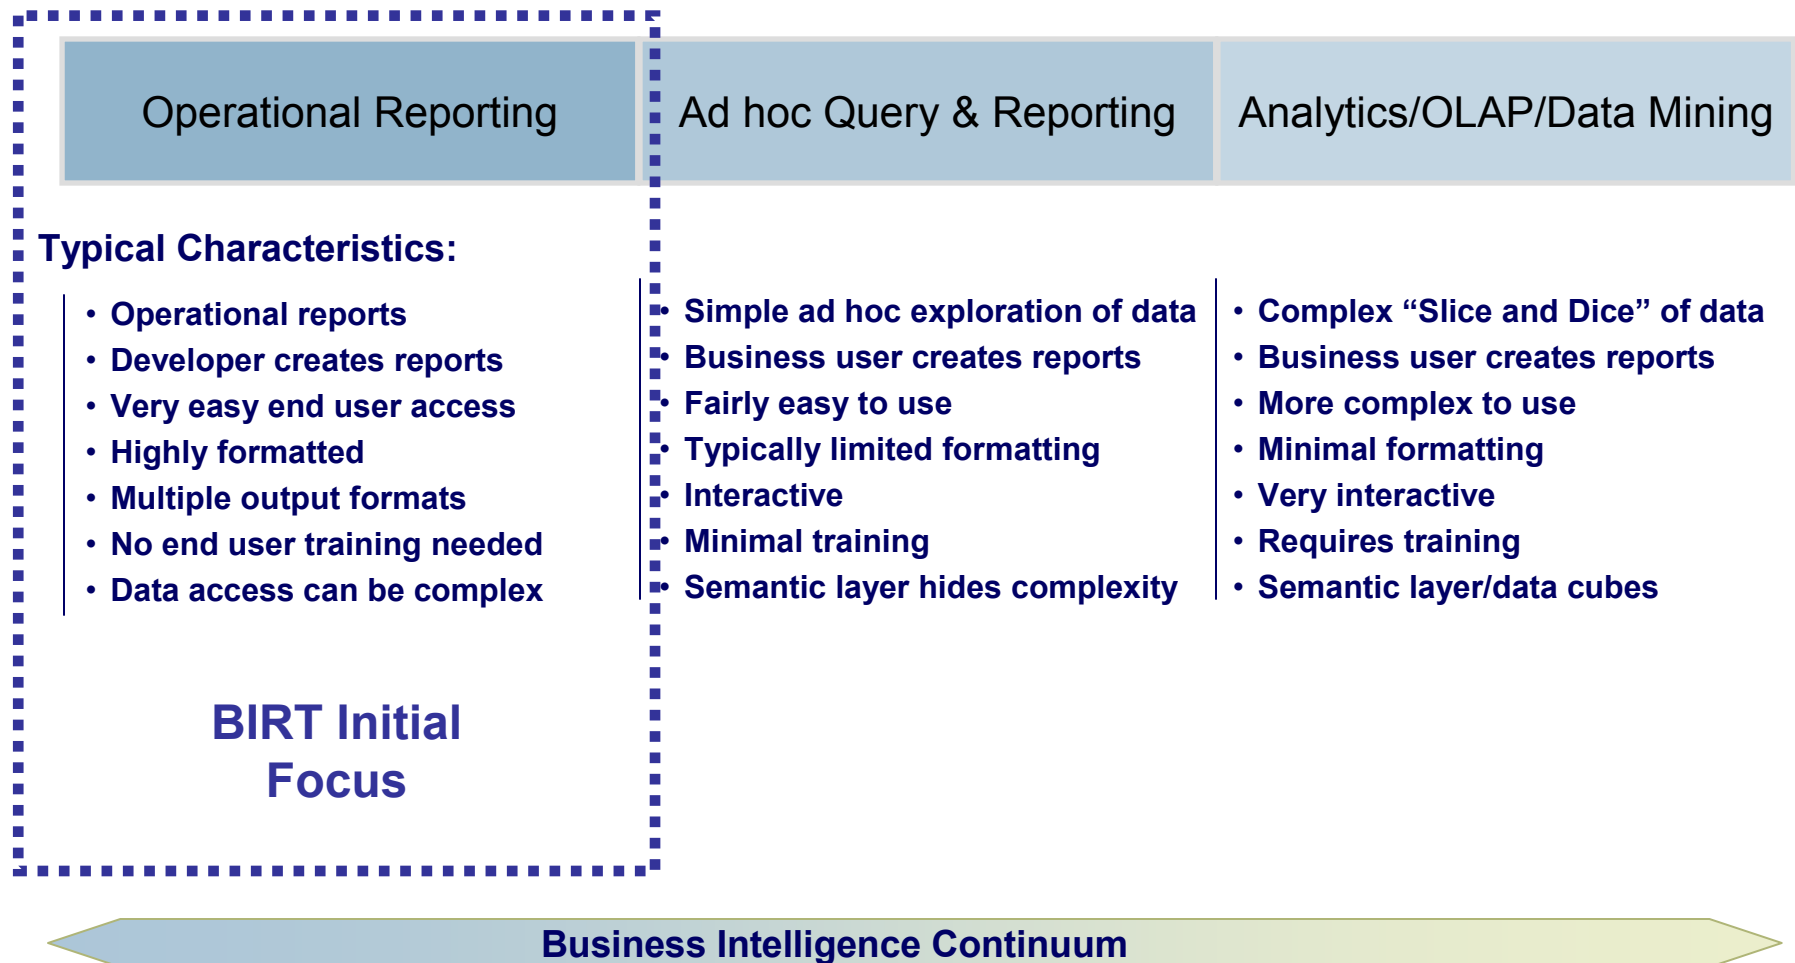 Operational Reporting
Ad hoc Query & Reporting
Analytics/OLAP/Data Mining
Typical Characteristics:
• Operational reports
• Developer creates reports
• Very easy end user access
• Highly formatted
• Multiple output formats
• No end user training needed
• Data access can be complex
• Simple ad hoc exploration of data
• Business user creates reports
• Fairly easy to use
• Typically limited formatting
• Interactive
• Minimal training
• Semantic layer hides complexity
• Complex “Slice and Dice” of data
• Business user creates reports
• More complex to use
• Minimal formatting
• Very interactive
• Requires training
• Semantic layer/data cubes
BIRT Initial
Focus
Business Intelligence Continuum